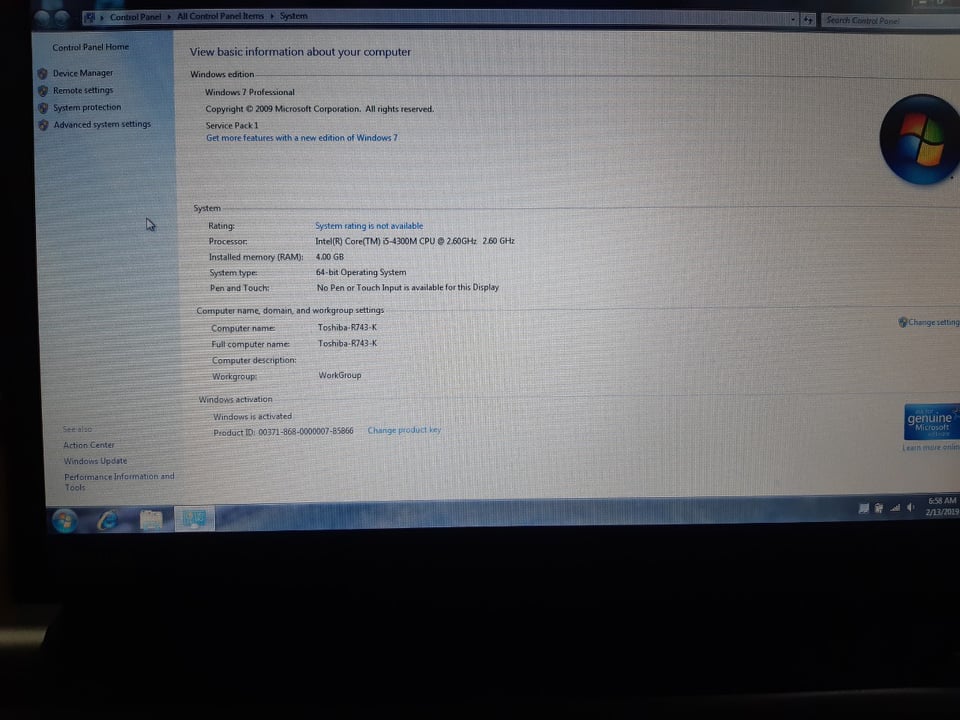 Control Panel ▸ All Control Panel Items ▸ System
Search Control Panel
Control Panel Home
Device Manager
Remote settings
System protection
Advanced system settings
View basic information about your computer
Windows edition
Windows 7 Professional
Copyright © 2009 Microsoft Corporation. All rights reserved.
Service Pack 1
Get more features with a new edition of Windows 7
System
Rating: System rating is not available
Processor: Intel(R) Core(TM) i5-4300M CPU @ 2.60GHz 2.60 GHz
Installed memory (RAM): 4.00 GB
System type: 64-bit Operating System
Pen and Touch: No Pen or Touch Input is available for this Display
Computer name, domain, and workgroup settings
Computer name: Toshiba-R743-K
Change setting
Full computer name: Toshiba-R743-K
Computer description:
Workgroup: WorkGroup
Windows activation
Windows is activated
Product ID: 00371-868-0000007-85866 Change product key
ask for
genuine
Microsoft
software
Learn more onlin
See also
Action Center
Windows Update
Performance Information and
Tools
6:58 AM
2/13/2019